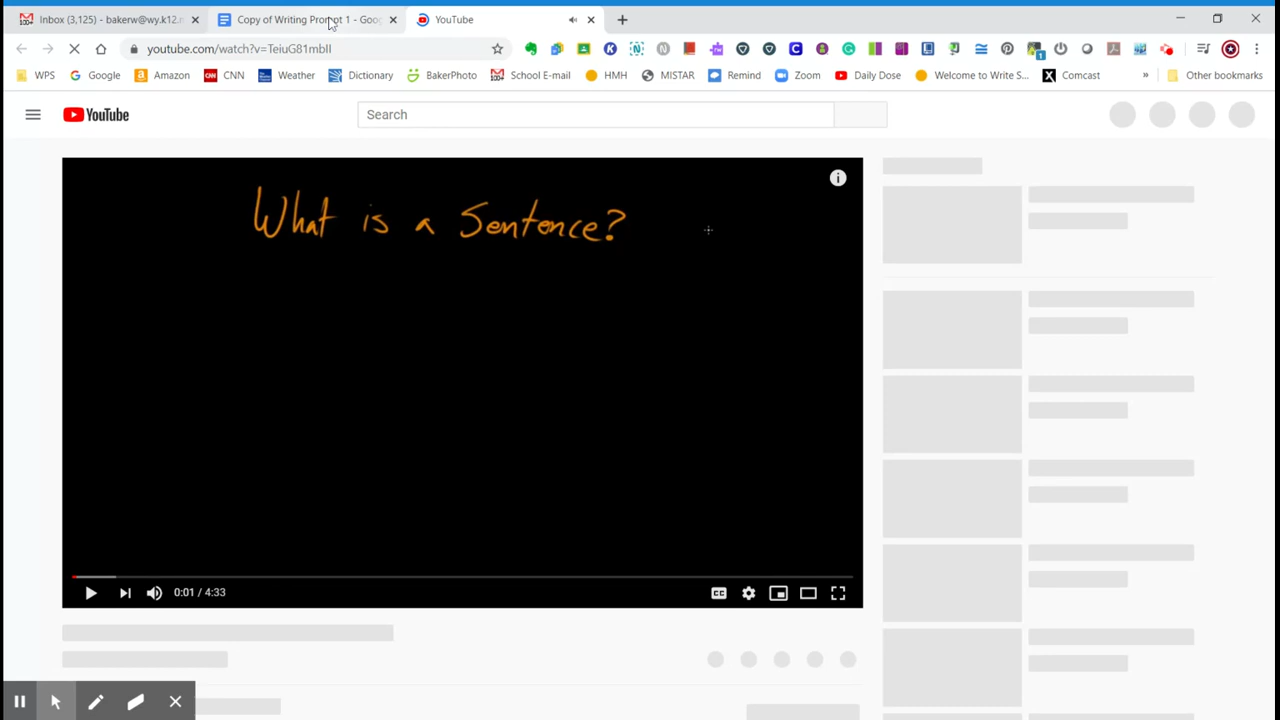 Inbox (3,125) - bakerw@wy.k12.n
Copy of Writing Prompt 1 - Goog
YouTube
youtube.com/watch?v=TeiuG81mbII
WPS
Google
Amazon
CNN
Weather
Dictionary
BakerPhoto
School E-mail
HMH
MISTAR
Remind
Zoom
Daily Dose
Welcome to Write S...
Comcast
»
Other bookmarks
YouTube
Search
What is a Sentence?
0:01 / 4:33
CC